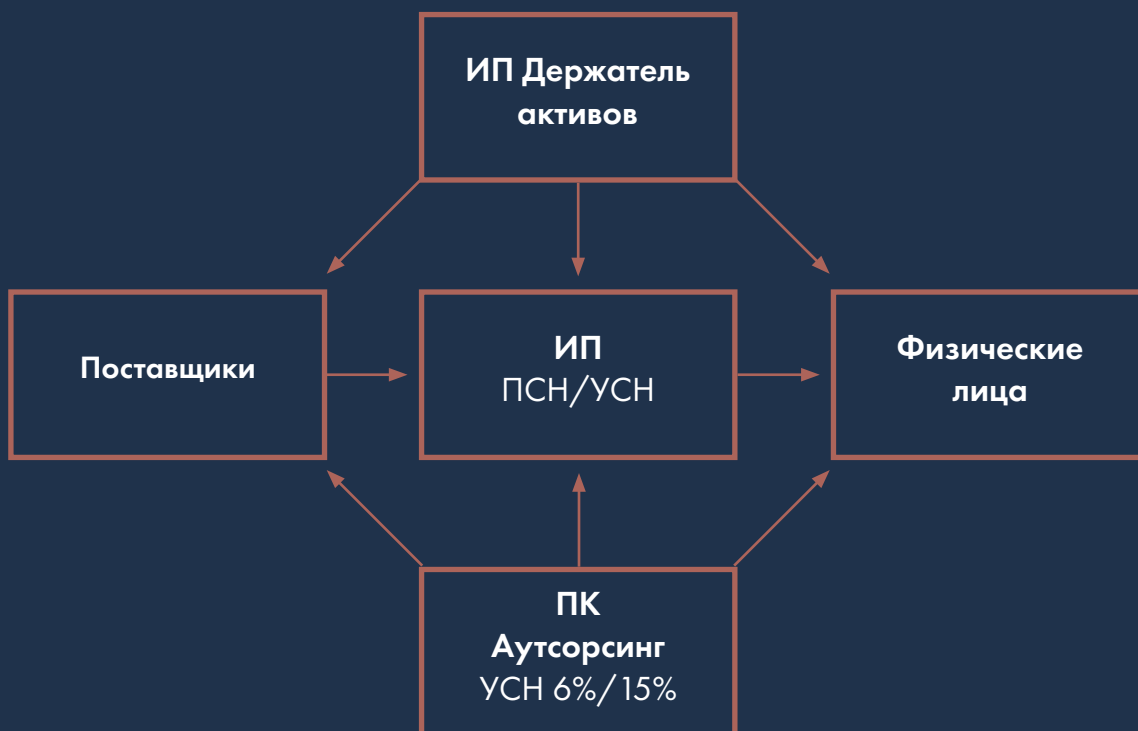 ИП Держатель
активов
Поставщики
ИП
ПСН/УСН
Физические
лица
ПК
Аутсорсинг
УСН 6%/15%